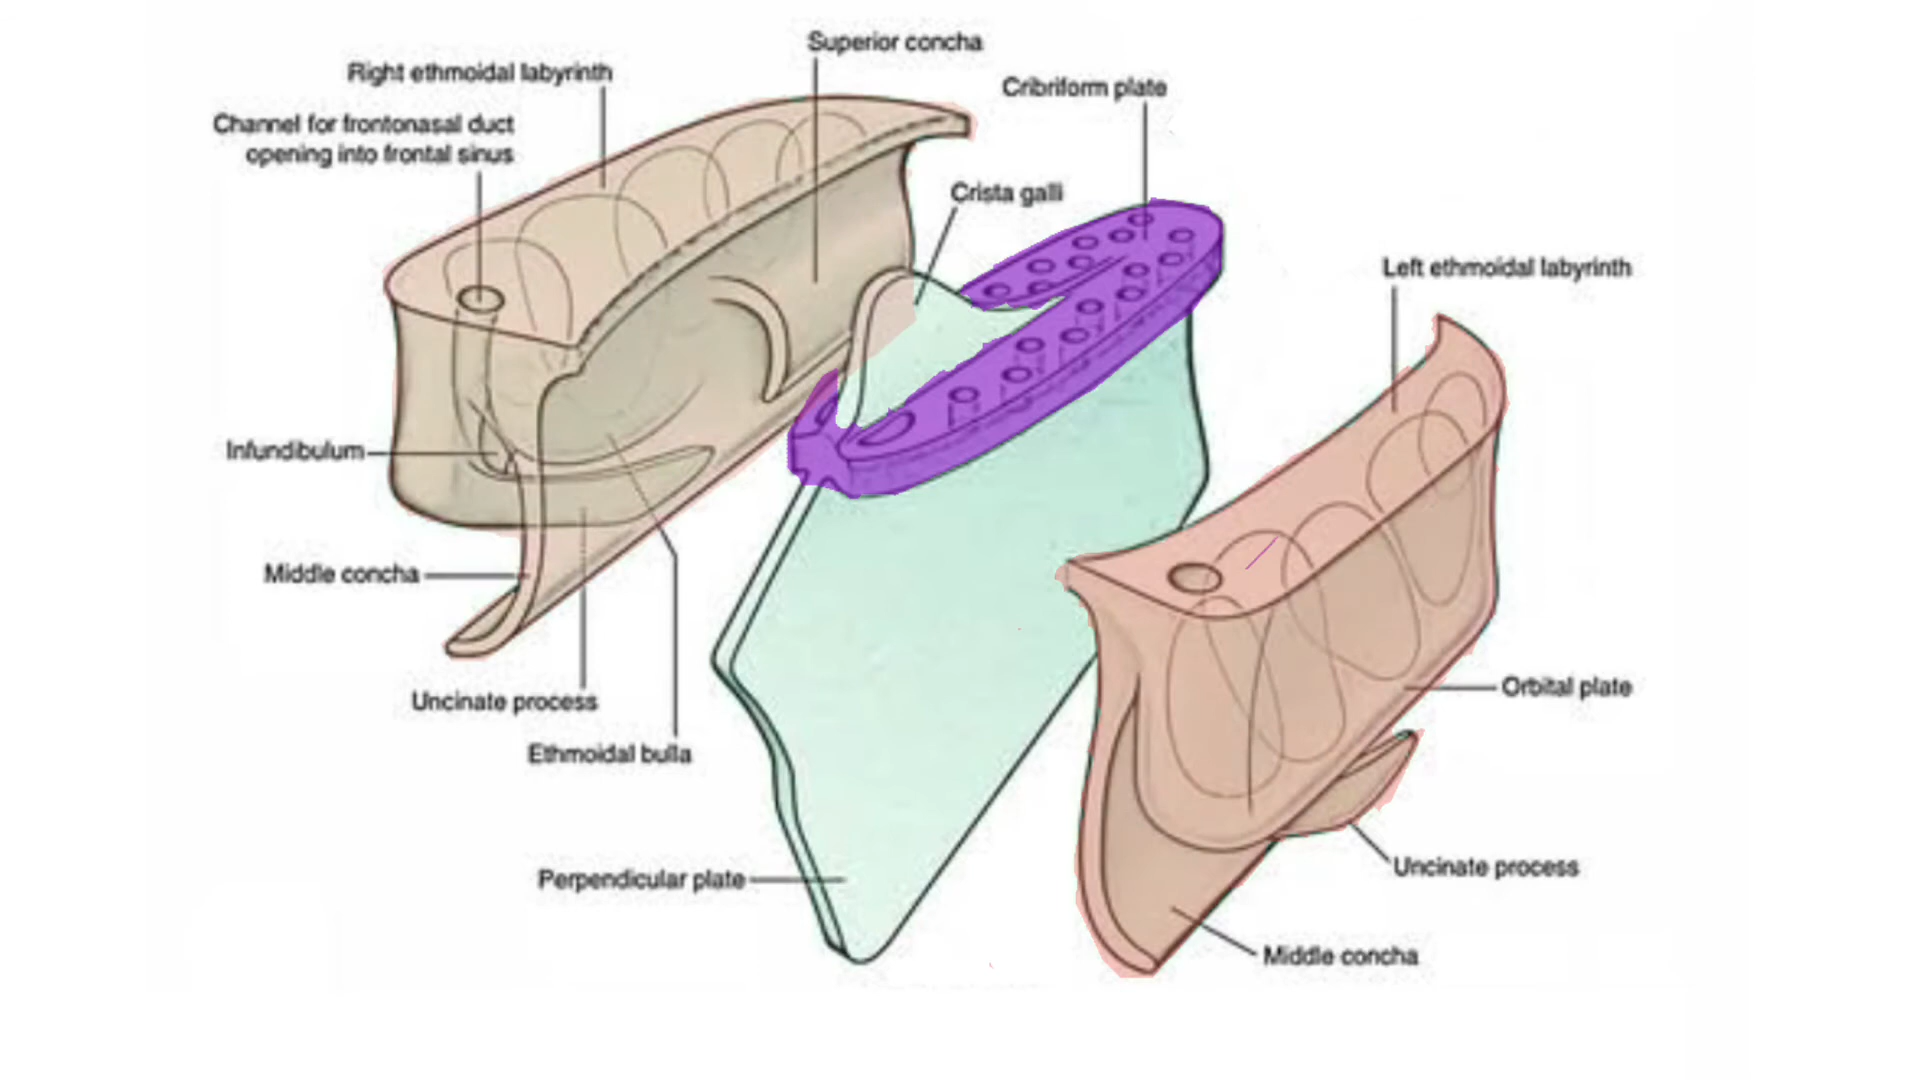 Superior concha
Right ethmoidal labyrinth
Cribriform plate
Channel for frontonasal duct
opening into frontal sinus
Crista galli
Left ethmoidal labyrinth
Infundibulum
Middle concha
Orbital plate
Uncinate process
Ethmoidal bulla
Uncinate process
Perpendicular plate
Middle concha